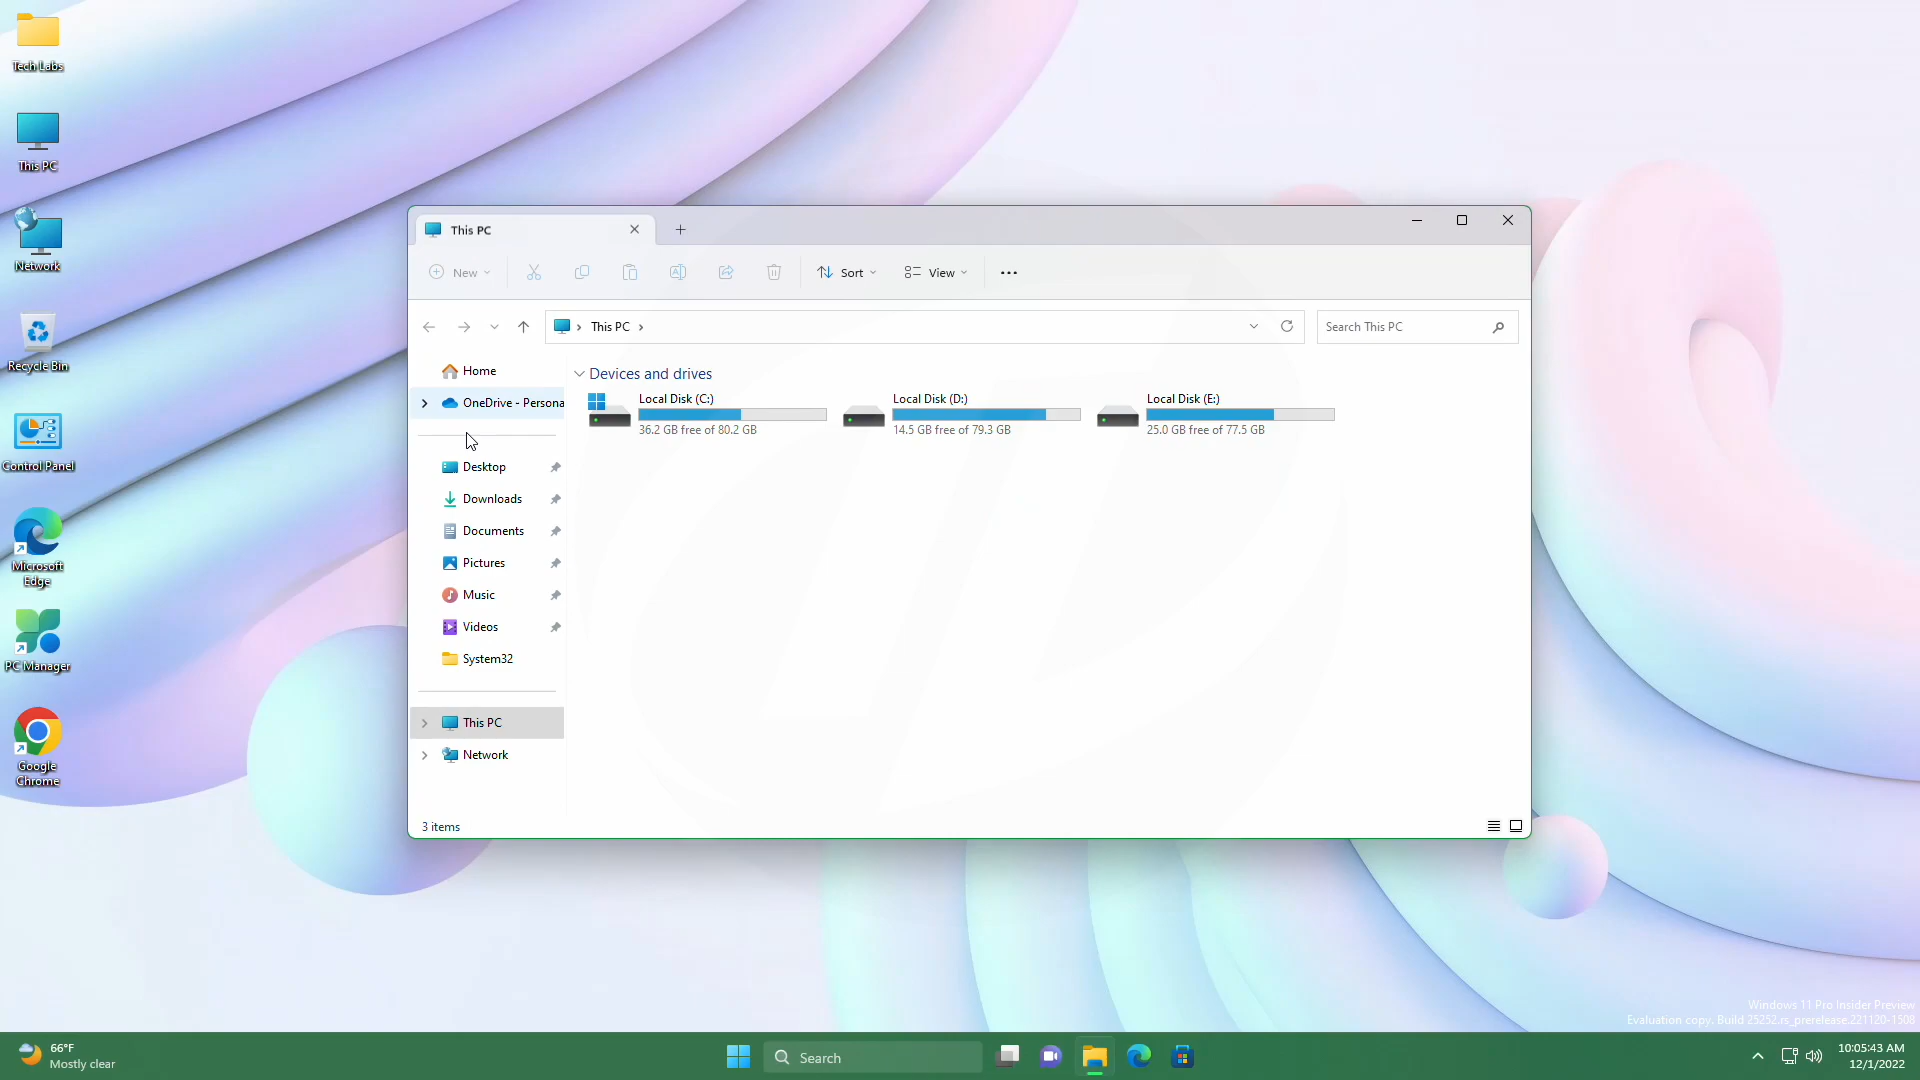 Tech Labs
This PC
Network
Recycle Bin
Control Panel
Microsoft
Edge
PC Manager
Google
Chrome
This PC
New
Sort
View
This PC
Search This PC
Home
OneDrive - Persona
Desktop
Downloads
Documents
Pictures
Music
Videos
System32
This PC
Network
Devices and drives
Local Disk (C:)
36.2 GB free of 80.2 GB
Local Disk (D:)
14.5 GB free of 79.3 GB
Local Disk (E:)
25.0 GB free of 77.5 GB
3 items
Windows 11 Pro Insider Preview
Evaluation copy. Build 25252.rs_prerelease.221120-1508
66°F
Mostly clear
Search
10:05:43 AM
12/1/2022